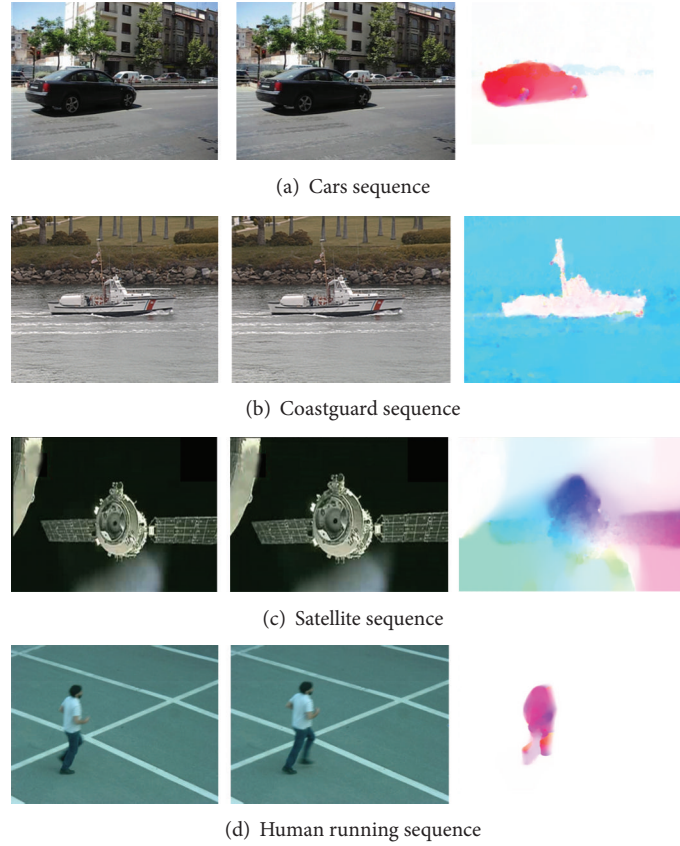 (a) Cars sequence
(b) Coastguard sequence
(c) Satellite sequence
(d) Human running sequence